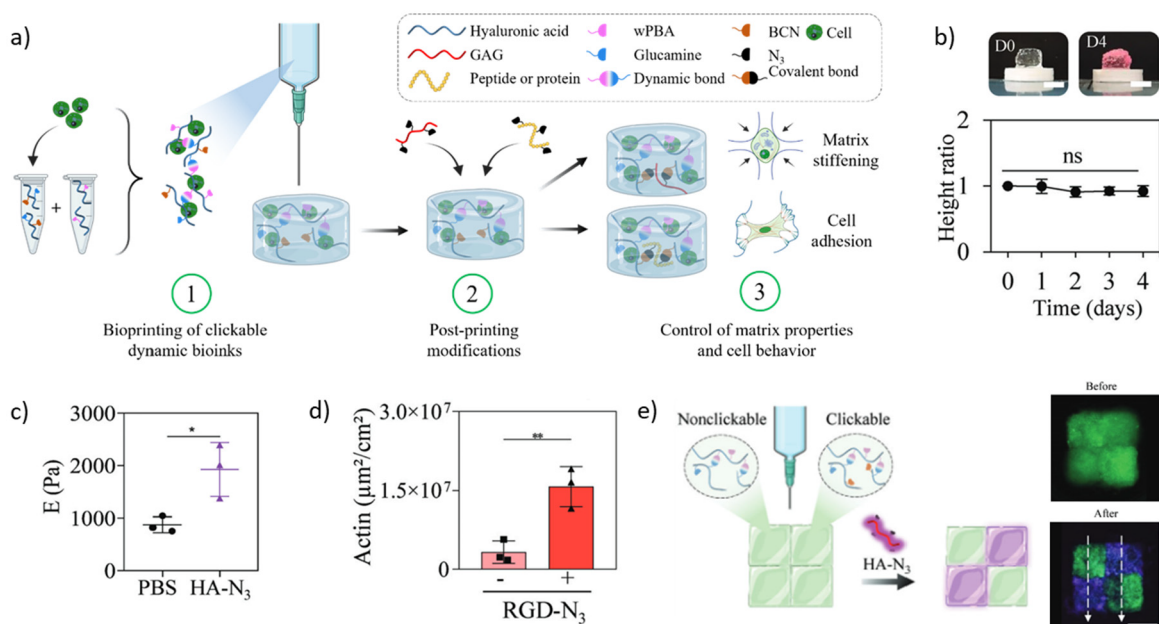 a)
Hyaluronic acid
wPBA
BCN
Cell
GAG
Glucamine
N₃
Peptide or protein
Dynamic bond
Covalent bond
+
Matrix
stiffening
Cell
adhesion
1
2
3
Bioprinting of clickable
dynamic bioinks
Post-printing
modifications
Control of matrix properties
and cell behavior
b)
D0
D4
Height ratio
2
1
0
ns
0 1 2 3 4
Time (days)
c)
E (Pa)
3000
2000
1000
0
*
PBS HA-N₃
d)
Actin (µm²/cm²)
3.0×10⁷
1.5×10⁷
0
**
- +
RGD-N₃
e)
Nonclickable
Clickable
HA-N₃
Before
After